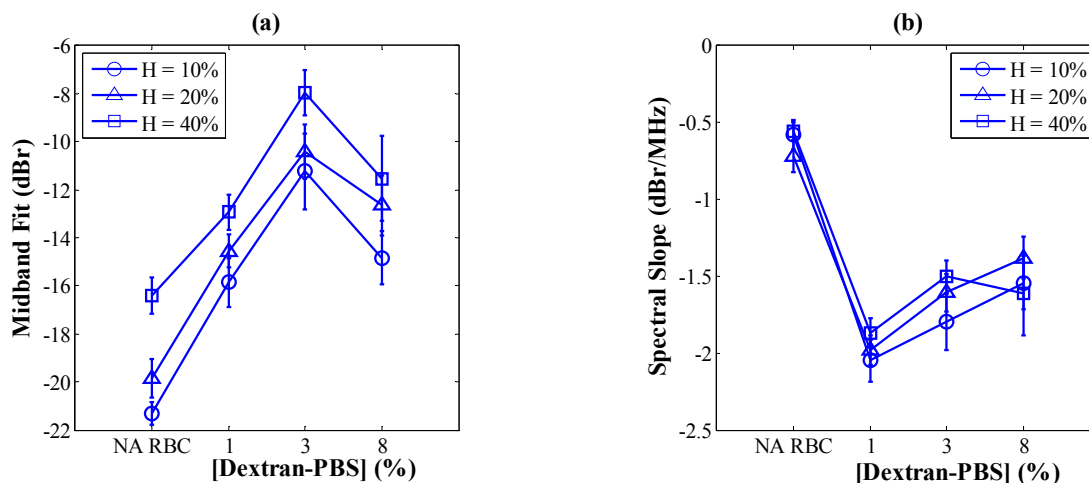 (a)
Midband Fit (dBr)
-6
-8
-10
-12
-14
-16
-18
-20
-22
H = 10%
H = 20%
H = 40%
NA RBC 1 3 8
[Dextran-PBS] (%)
(b)
Spectral Slope (dBr/MHz)
0
-0.5
-1
-1.5
-2
-2.5
H = 10%
H = 20%
H = 40%
NA RBC 1 3 8
[Dextran-PBS] (%)